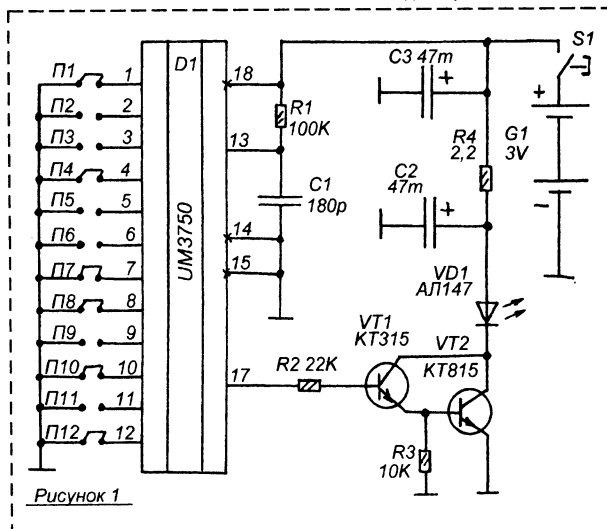 П1 1
П2 2
П3 3
П4 4
П5 5
П6 6
П7 7
П8 8
П9 9
П10 10
П11 11
П12 12
D1
UM3750
18
13
14
15
17
R1
100K
C1
180p
C3 47m
+
C2
47m
+
R4
2,2
S1
+
G1
3V
−
VD1
АЛ147
VT1
КТ315
VT2
КТ815
R2 22K
R3
10K
Рисунок 1